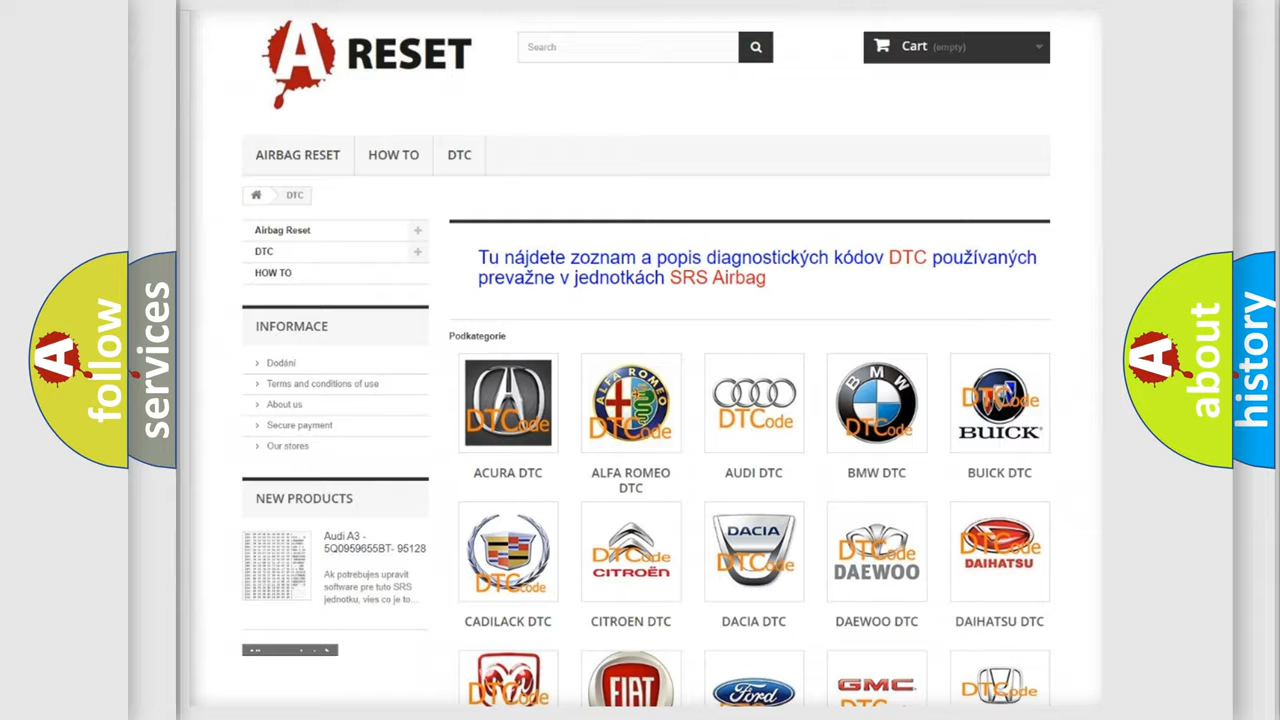 A RESET
Search
Cart (empty)
AIRBAG RESET
HOW TO
DTC
DTC
Airbag Reset
DTC
HOW TO
Tu nájdete zoznam a popis diagnostických kódov DTC používaných
prevažne v jednotkách SRS Airbag
INFORMACE
Dodání
Terms and conditions of use
About us
Secure payment
Our stores
NEW PRODUCTS
Audi A3 -
5Q0959655BT- 95128
Ak potrebujes upravit
software pre tuto SRS
jednotku, vies co je to...
Podkategorie
DTCode
ALFA ROMEO
DTCode
DTCode
BMW
DTCode
DTCode
BUICK
ACURA DTC
ALFA ROMEO
DTC
AUDI DTC
BMW DTC
BUICK DTC
DTCode
DTCode
CITROËN
DACIA
DTCode
DTCode
DAEWOO
DTCode
DAIHATSU
CADILACK DTC
CITROEN DTC
DACIA DTC
DAEWOO DTC
DAIHATSU DTC
DTCode
FIAT
Ford
GMC
DTCode
A follow
services
A about
history